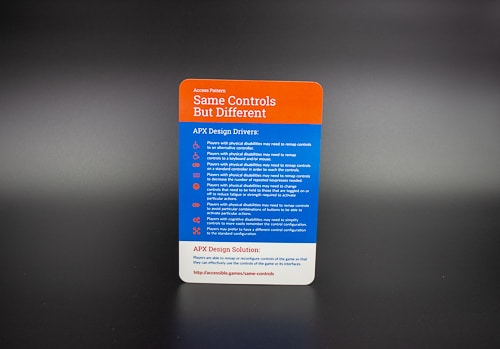 Access Pattern:
Same Controls
But Different
APX Design Drivers:
Players with physical disabilities may need to remap controls
to an alternative controller.
Players with physical disabilities may need to remap
controls to a keyboard and/or mouse.
Players with physical disabilities may need to remap controls
on a standard controller in order to reach the controls.
Players with physical disabilities may need to remap controls
to decrease the number of repeated keypresses needed.
Players with physical disabilities may need to change controls
that need to be held to those that are toggled on or
off to reduce fatigue or strength required to activate
particular actions.
Players with physical disabilities may need to remap controls
to avoid particular combinations of buttons to be able to
activate particular actions.
Players with cognitive disabilities may need to simplify
controls to more easily remember the control configuration.
Players may prefer to have a different control configuration
to the standard configuration.
APX Design Solution:
Players are able to remap or reconfigure controls of the game so that
they can effectively use the controls of the game or its interfaces.
http://accessible.games/same-controls